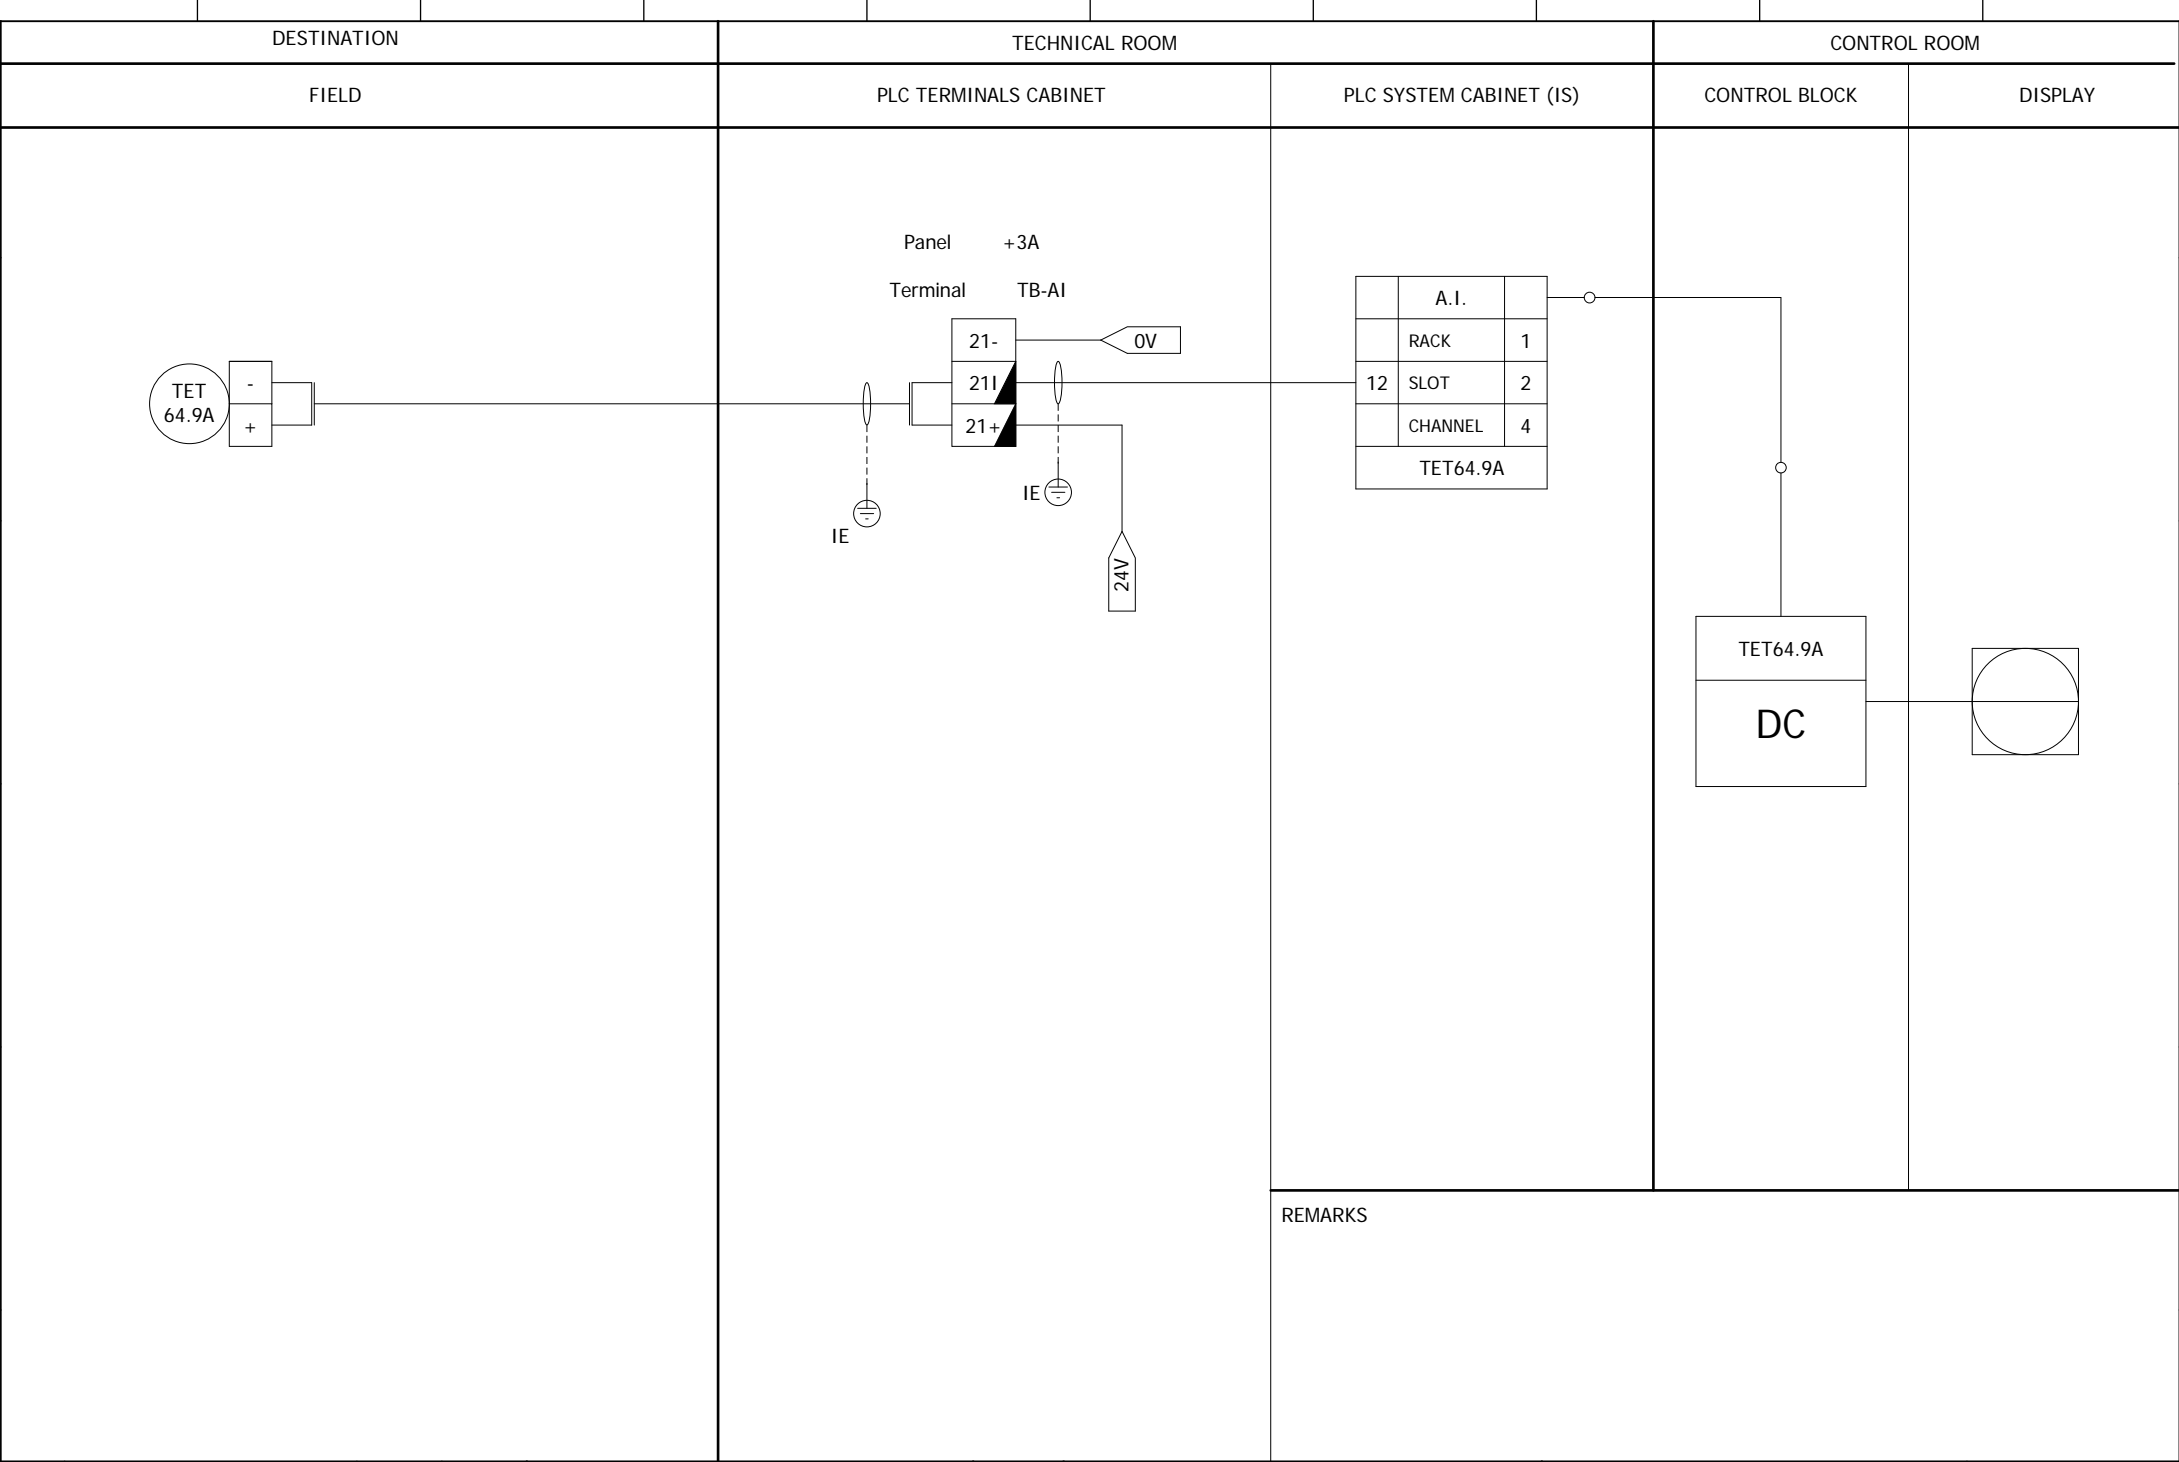 DESTINATION
TECHNICAL ROOM
CONTROL ROOM
FIELD
PLC TERMINALS CABINET
PLC SYSTEM CABINET (IS)
CONTROL BLOCK
DISPLAY
Panel +3A
Terminal TB-AI
21-
0V
21I
21+
IE
IE
24V
TET
64.9A
-
+
A.I.
RACK 1
12 SLOT 2
CHANNEL 4
TET64.9A
TET64.9A
DC
REMARKS